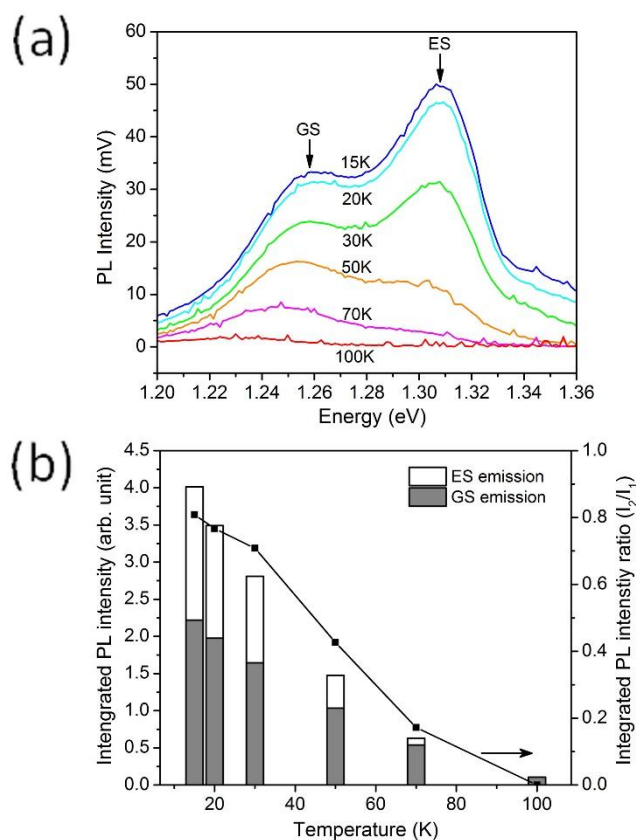 (a)
60
50
40
30
20
10
0
PL Intensity (mV)
GS
ES
15K
20K
30K
50K
70K
100K
1.20 1.22 1.24 1.26 1.28 1.30 1.32 1.34 1.36
Energy (eV)
(b)
4.5
4.0
3.5
3.0
2.5
2.0
1.5
1.0
0.5
0.0
Intengrated PL intensity (arb. unit)
ES emission
GS emission
1.0
0.8
0.6
0.4
0.2
0.0
Integrated PL intenstiy ratio (I₂/I₁)
20 40 60 80 100
Temperature (K)